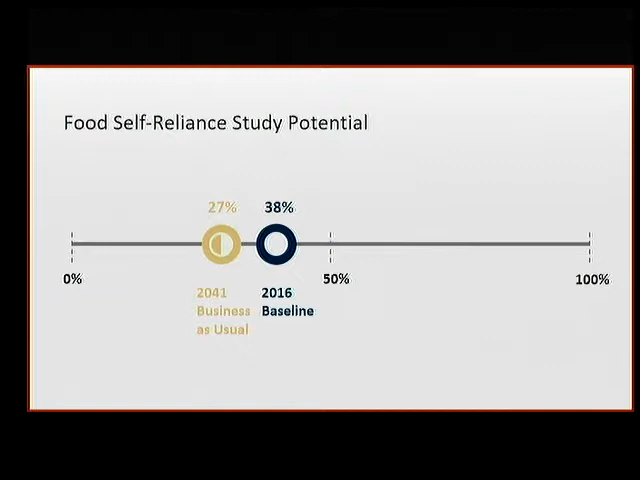 Food Self-Reliance Study Potential
27%
38%
0%
50%
100%
2041
Business
as Usual
2016
Baseline